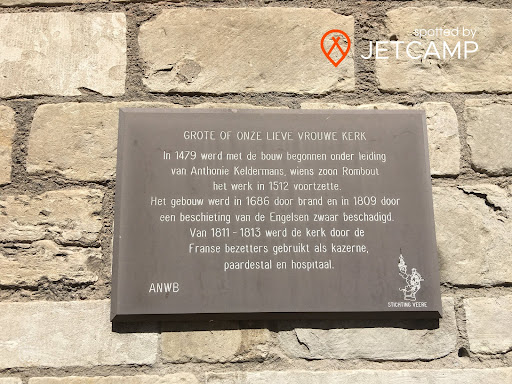 spotted by
JETCAMP
GROTE OF ONZE LIEVE VROUWE KERK
In 1479 werd met de bouw begonnen onder leiding
van Anthonie Keldermans, wiens zoon Rombout
het werk in 1512 voortzette.
Het gebouw werd in 1686 door brand en in 1809 door
een beschieting van de Engelsen zwaar beschadigd.
Van 1811 - 1813 werd de kerk door de
Franse bezetters gebruikt als kazerne,
paardestal en hospitaal.
ANWB
STICHTING VEERE